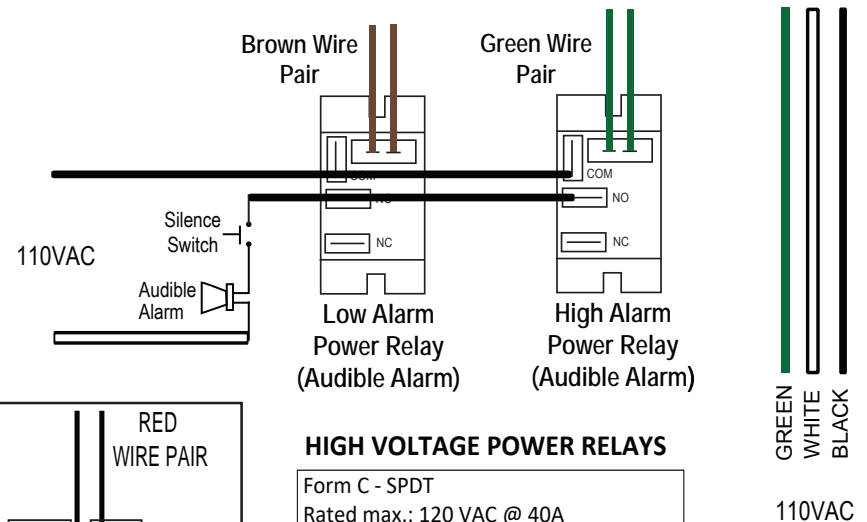 Brown Wire
Pair
Green Wire
Pair
COM
COM
NO
NO
NC
NC
Silence
Switch
110VAC
Audible
Alarm
Low Alarm
Power Relay
(Audible Alarm)
High Alarm
Power Relay
(Audible Alarm)
GREEN
WHITE
BLACK
110VAC
RED
WIRE PAIR
HIGH VOLTAGE POWER RELAYS
Form C - SPDT
Rated max.: 120 VAC @ 40A